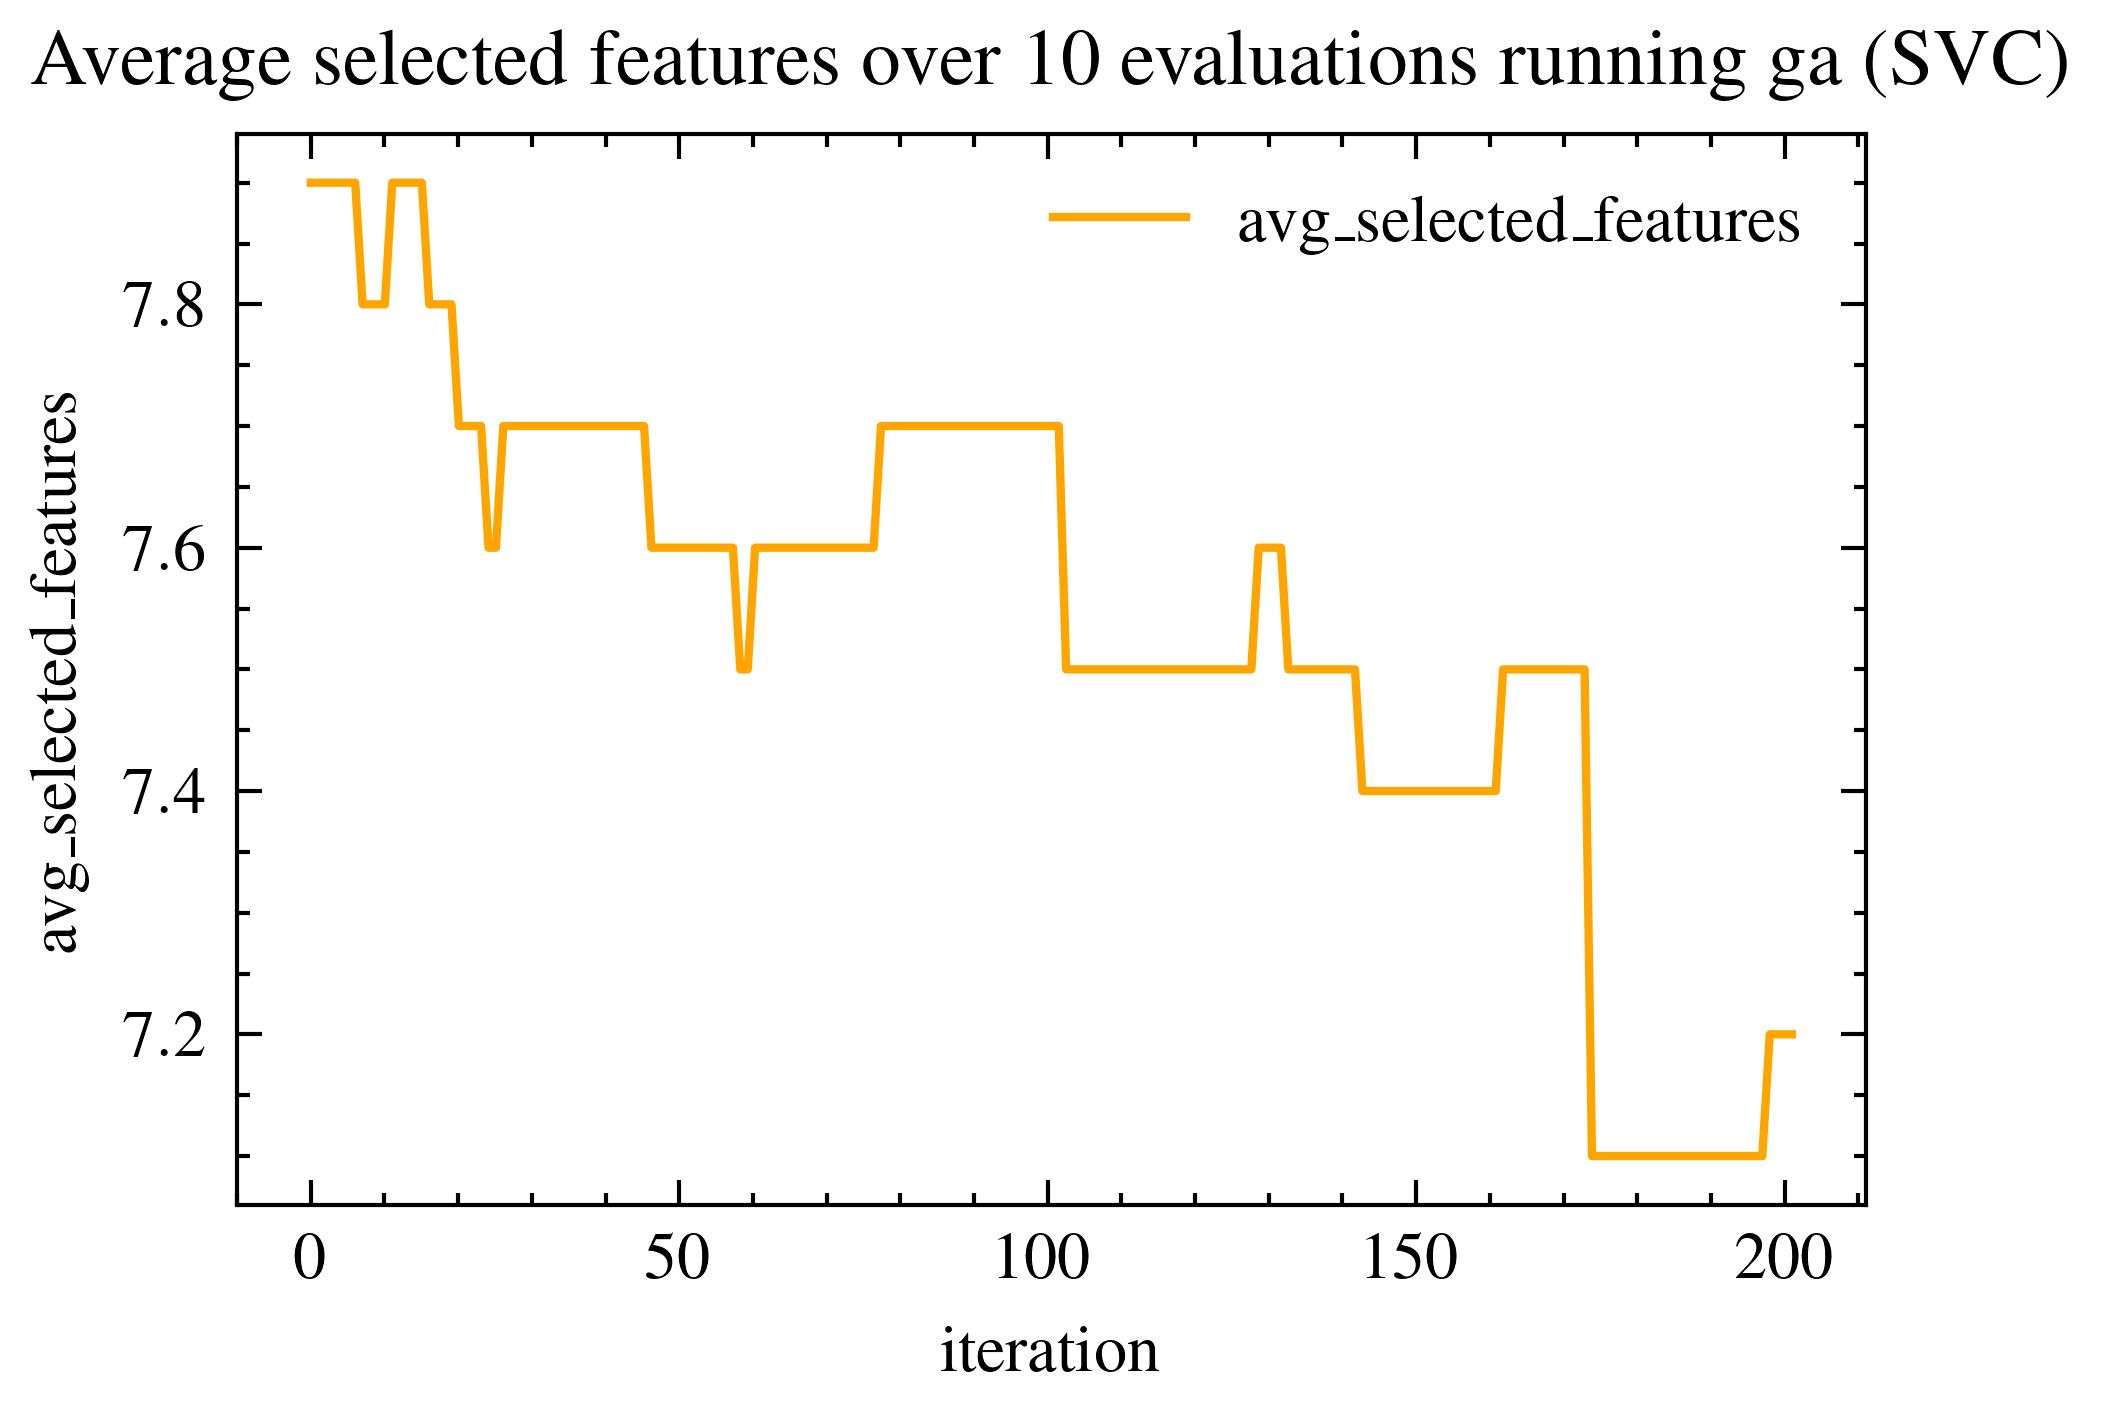 Average selected features over 10 evaluations running ga (SVC)
avg_selected_features
avg_selected_features
7.8
7.6
7.4
7.2
0 50 100 150 200
iteration